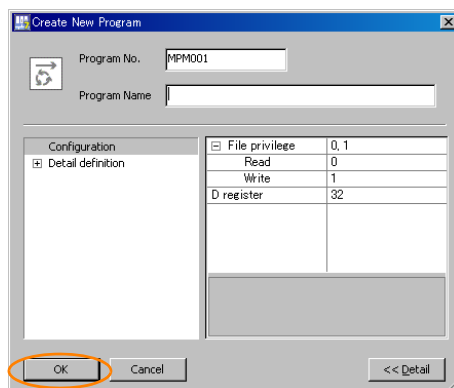 Create New Program
Program No. MPM001
Program Name
Configuration
Detail definition
File privilege 0, 1
Read 0
Write 1
D register 32
OK Cancel << Detail